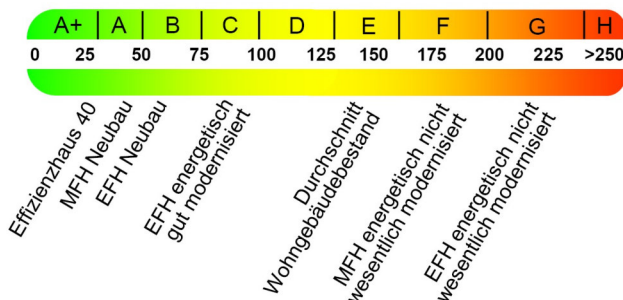 A+ A B C D E F G H
0 25 50 75 100 125 150 175 200 225 >250
Effizienzhaus 40
MFH Neubau
EFH Neubau
EFH energetisch
gut modernisiert
Durchschnitt
Wohngebäudebestand
MFH energetisch nicht
wesentlich modernisiert
EFH energetisch nicht
wesentlich modernisiert